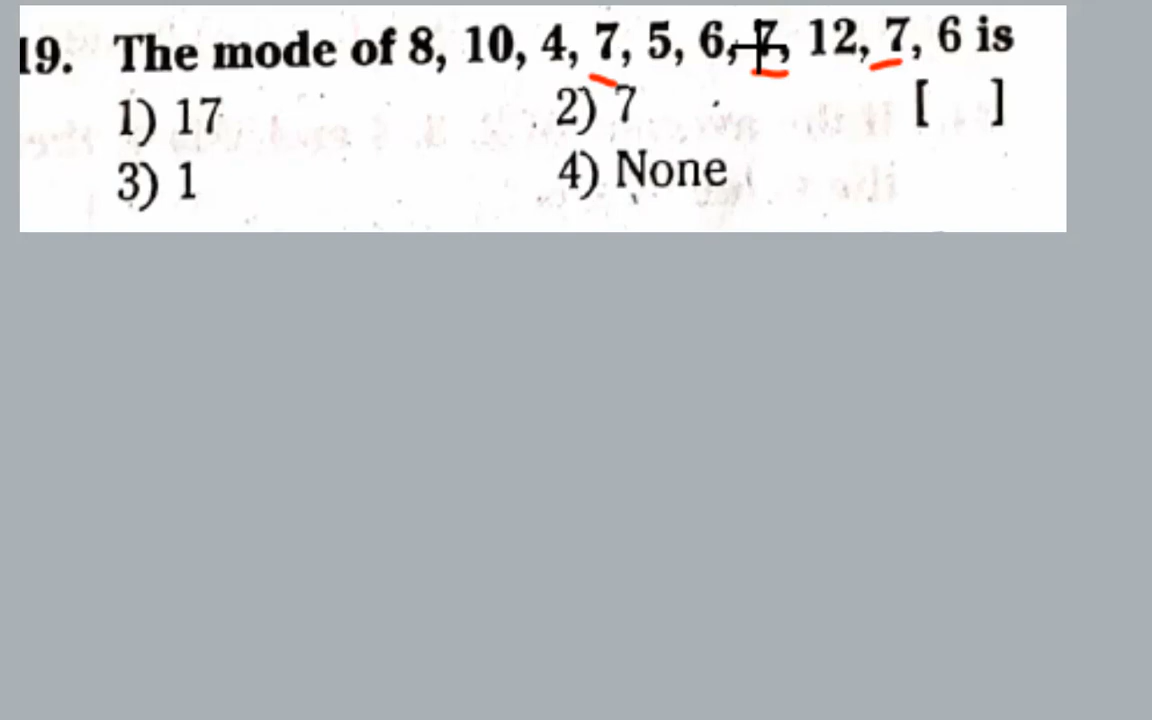 19. The mode of 8, 10, 4, 7, 5, 6, 7, 12, 7, 6 is
1) 17 2) 7 [ ]
3) 1 4) None